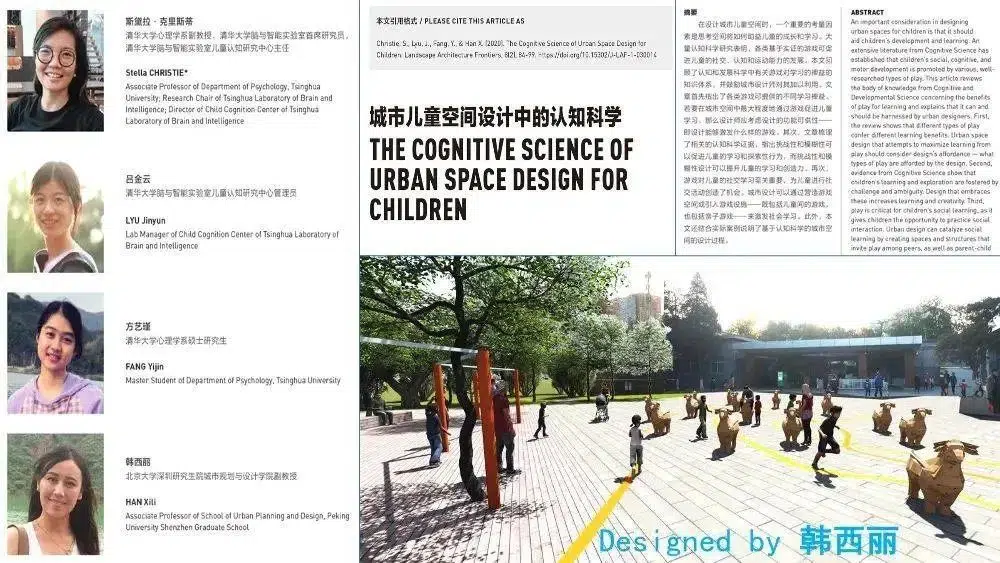 斯黛拉·克里斯蒂
清华大学心理学系副教授，清华大学脑与智能实验室首席研究员，
清华大学脑与智能实验室儿童认知研究中心主任
Stella CHRISTIE*
Associate Professor of Department of Psychology, Tsinghua
University; Research Chair of Tsinghua Laboratory of Brain and
Intelligence; Director of Child Cognition Center of Tsinghua
Laboratory of Brain and Intelligence
吕金云
清华大学脑与智能实验室儿童认知研究中心管理员
LYU Jinyun
Lab Manager of Child Cognition Center of Tsinghua Laboratory of
Brain and Intelligence
方艺瑾
清华大学心理学系硕士研究生
FANG Yijin
Master Student of Department of Psychology, Tsinghua University
韩西丽
北京大学深圳研究生院城市规划与设计学院副教授
HAN Xili
Associate Professor of School of Urban Planning and Design, Peking
University Shenzhen Graduate School
本文引用格式 / PLEASE CITE THIS ARTICLE AS
Christie, S., Lyu, J., Fang, Y., & Han X. (2020). The Cognitive Science of Urban Space Design for
Children. Landscape Architecture Frontiers, 8(2), 84-99. https://doi.org/10.15302/J-LAF-1-030014
城市儿童空间设计中的认知科学
THE COGNITIVE SCIENCE OF
URBAN SPACE DESIGN FOR
CHILDREN
摘要
在设计城市儿童空间时，一个重要的考量因
素是思考空间将如何助益幼儿的成长和学习。大
量认知科学研究表明，各类基于实证的游戏可促
进儿童的社交、认知和运动能力的发展。本文回
顾了认知和发展科学中有关游戏对学习的裨益的
知识体系，并鼓励城市设计师对其加以利用。文
章首先指出了各类游戏可提供的不同学习裨益。
若要在城市空间中最大程度地通过游戏促进儿童
学习，那么设计师应考虑设计的功能可供性——
即设计能够激发什么样的游戏。其次，文章梳理
了相关的认知科学证据，指出挑战性和模糊性可
以促进儿童的学习和探索性行为，而挑战性和模
糊性设计可以提升儿童的学习和创造力。再次，
游戏对儿童的社交学习至关重要，为儿童进行社
交活动创造了机会。城市设计可以通过营造游戏
空间或引入游戏设施——既包括儿童间的游戏，
也包括亲子游戏——来激发社会学习。此外，本
文还结合实际案例说明了基于认知科学的城市空
间的设计过程。
ABSTRACT
An important consideration in designing
urban spaces for children is that it should
aid children's development and learning. An
extensive literature from Cognitive Science has
established that children's social, cognitive, and
motor development is promoted by various, well-
researched types of play. This article reviews
the body of knowledge from Cognitive and
Developmental Science concerning the benefits
of play for learning and explains that it can and
should be harnessed by urban designers. First,
the review shows that different types of play
confer different learning benefits. Urban space
design that attempts to maximize learning from
play should consider design's affordance — what
types of play are afforded by the design. Second,
evidence from Cognitive Science show that
children's learning and exploration are fostered by
challenge and ambiguity. Design that embraces
these increases learning and creativity. Third,
play is critical for children's social learning, as it
gives children the opportunity to practice social
interaction. Urban design can catalyze social
learning by creating spaces and structures that
invite play among peers, as well as parent-child
Designed by 韩西丽